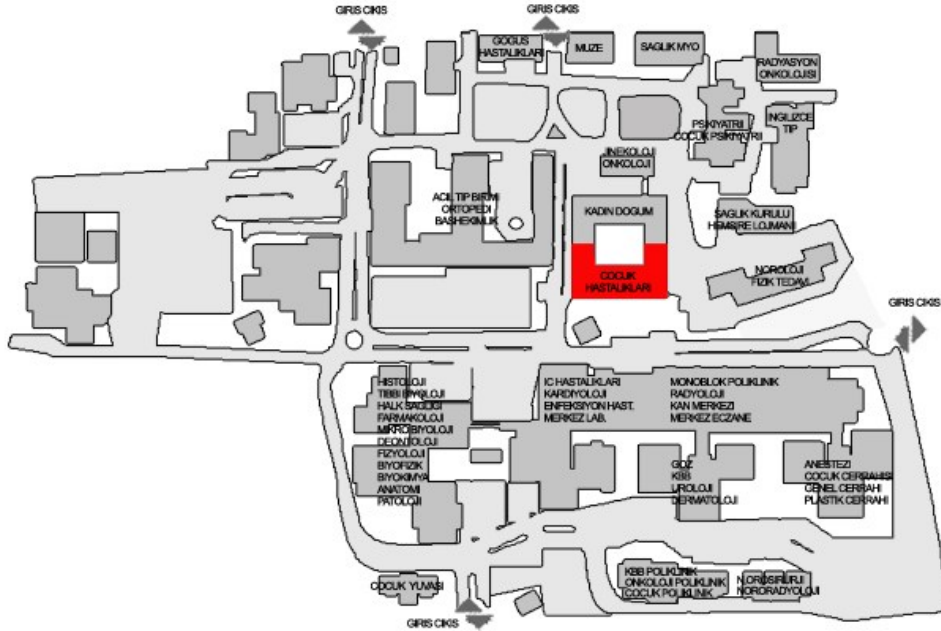 GIRIS CIKIS
GIRIS CIKIS
GOGUS
HASTALIKLARI
MUZE
SAGLIK MYO
RADYASYON
ONKOLOJISI
PSIKIYATRII
COCUK PSIKIYATRII
INGILIZCE
TIP
JINEKOLOJI
ONKOLOJI
ACIL TIP BIRIMI
ORTOPEDI
BASHEKIMLIK
KADIN DOGUM
SAGLIK KURULU
HEMSIRE LOJMANI
COCUK
HASTALIKLARI
NOROLOJI
FIZIK TEDAVI
GIRIS CIKIS
HISTOLOJI
TIBBI BIYOLOJI
HALK SAGLIGI
FARMAKOLOJI
MIKRO BIYOLOJI
DEONTOLOJI
FIZYOLOJI
BIYOFIZIK
BIYOKIMYA
ANATOMI
PATOLOJI
IC HASTALIKLARI
KARDIYOLOJI
ENFEKSIYON HAST.
MERKEZ LAB.
MONOBLOK POLIKLINIK
RADYOLOJI
KAN MERKEZI
MERKEZ ECZANE
GOZ
KBB
UROLOJI
DERMATOLOJI
ANESTEZI
COCUK CERRAHISI
GENEL CERRAHI
PLASTIK CERRAHI
COCUK YUVASI
KBB POLIKLINIK
ONKOLOJI POLIKLINIK
COCUK POLIKLINIK
NOROSIRURJI
NORORADYOLOJI
GIRIS CIKIS